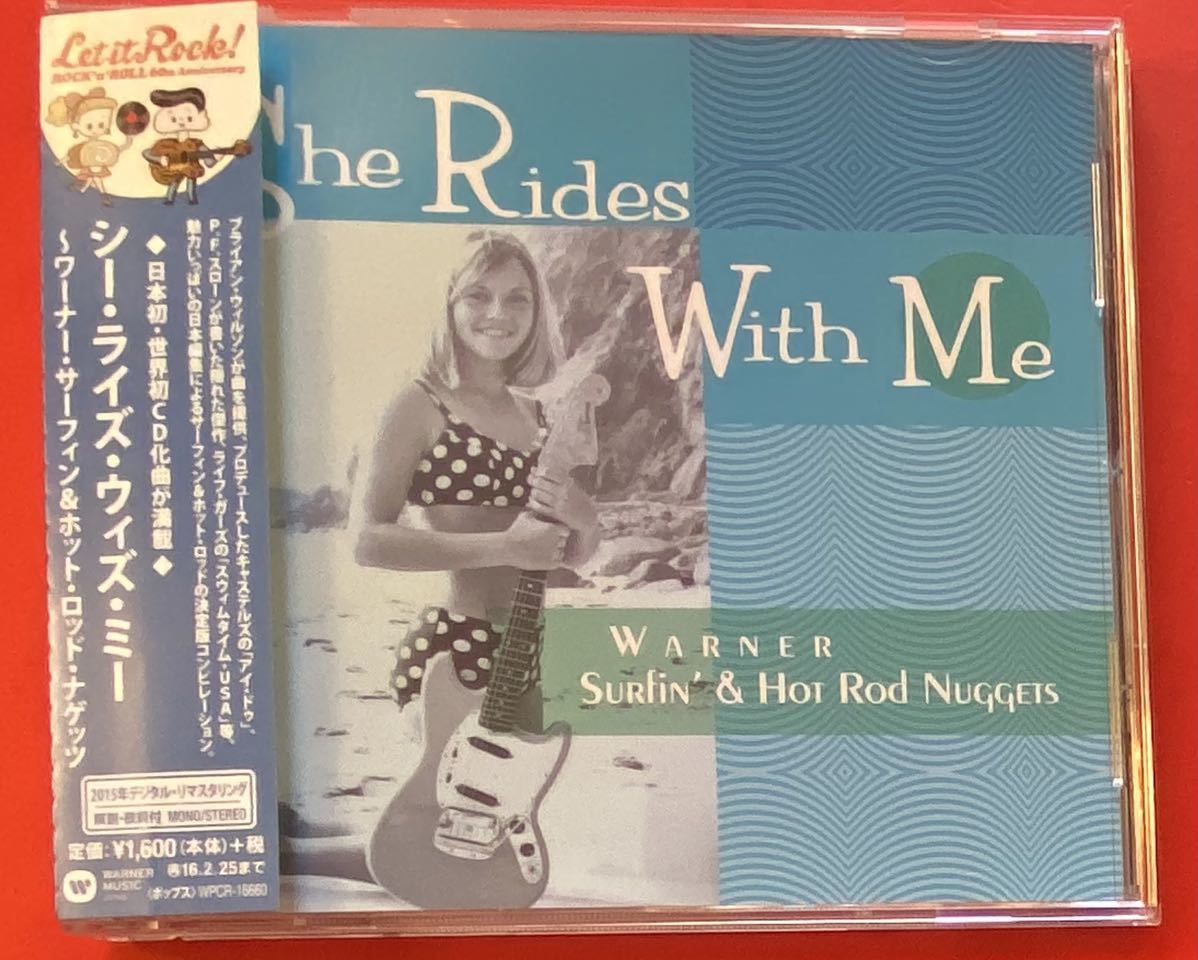 Let it Rock!
ROCK'n'ROLL 60th Anniversary
ブライアン・ウィルソンが曲を提供、プロデュースしたキャステルズの「アイ・ドゥ」、
P.F.スローンが書いた隠れた傑作、ライフ・ガーズの「スウィムタイム・USA」等、
魅力いっぱいの日本編集によるサーフィン&ホット・ロッドの決定版コンピレーション。
◆日本初・世界初CD化曲が満載◆
シー・ライズ・ウィズ・ミー
〜ワーナー・サーフィン&ホット・ロッド・ナゲッツ
2015年デジタル・リマスタリング
解説・歌詞付 MONO/STEREO
定価:¥1,600(本体)+税
16.2.25まで
WARNER
MUSIC
JAPAN
〈ポップス〉WPCR-16660
She Rides
With Me
WARNER
SURfIN' & HOT ROD NUGGETS